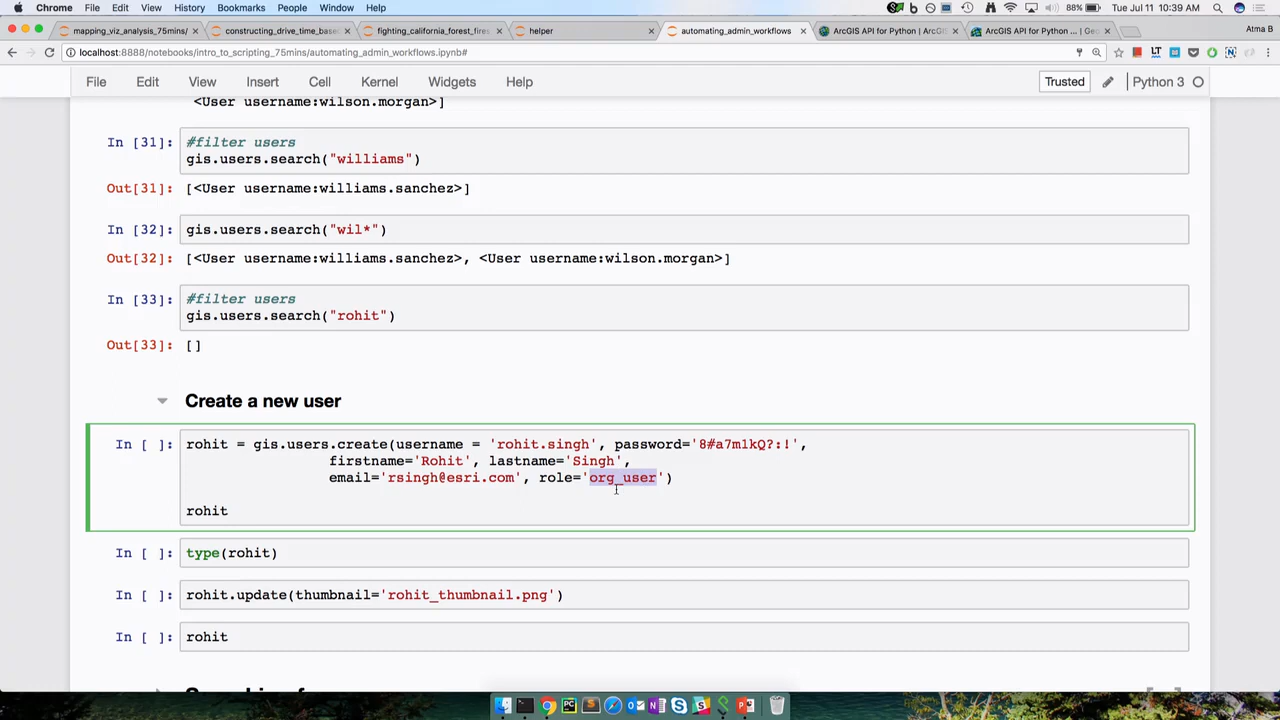 Chrome File Edit View History Bookmarks People Window Help 88% Tue Jul 11 10:39 AM
mapping_viz_analysis_75mins/ constructing_drive_time_base fighting_california_forest_fires helper automating_admin_workflows ArcGIS API for Python | ArcGIS ArcGIS API for Python ... | Geo Atma B
localhost:8888/notebooks/intro_to_scripting_75mins/automating_admin_workflows.ipynb#
File Edit View Insert Cell Kernel Widgets Help Trusted Python 3
<User username:wilson.morgan>]
In [31]: #filter users
gis.users.search("williams")
Out[31]: [<User username:williams.sanchez>]
In [32]: gis.users.search("wil*")
Out[32]: [<User username:williams.sanchez>, <User username:wilson.morgan>]
In [33]: #filter users
gis.users.search("rohit")
Out[33]: []
Create a new user
In [ ]: rohit = gis.users.create(username = 'rohit.singh', password='8#a7m1kQ?:!',
firstname='Rohit', lastname='Singh',
email='rsingh@esri.com', role='org_user')
rohit
In [ ]: type(rohit)
In [ ]: rohit.update(thumbnail='rohit_thumbnail.png')
In [ ]: rohit